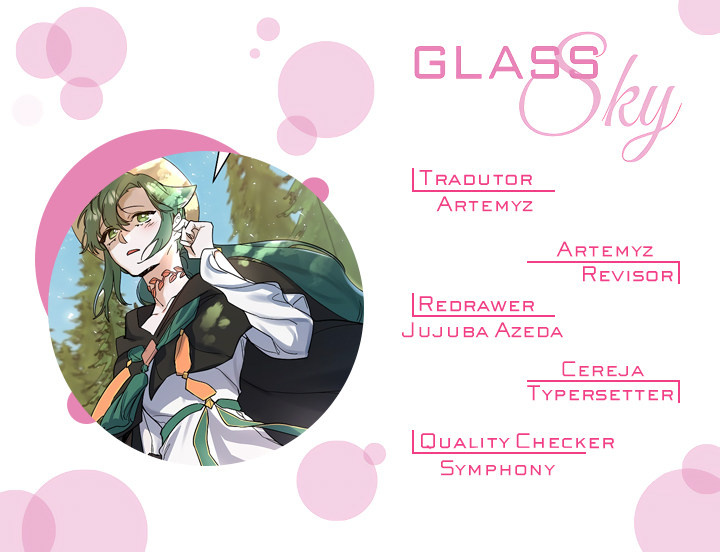 GLASS
Sky
TRADUTOR
ARTEMYZ
ARTEMYZ
REVISOR
REDRAWER
JUJUBA AZEDA
CEREJA
TYPERSETTER
QUALITY CHECKER
SYMPHONY